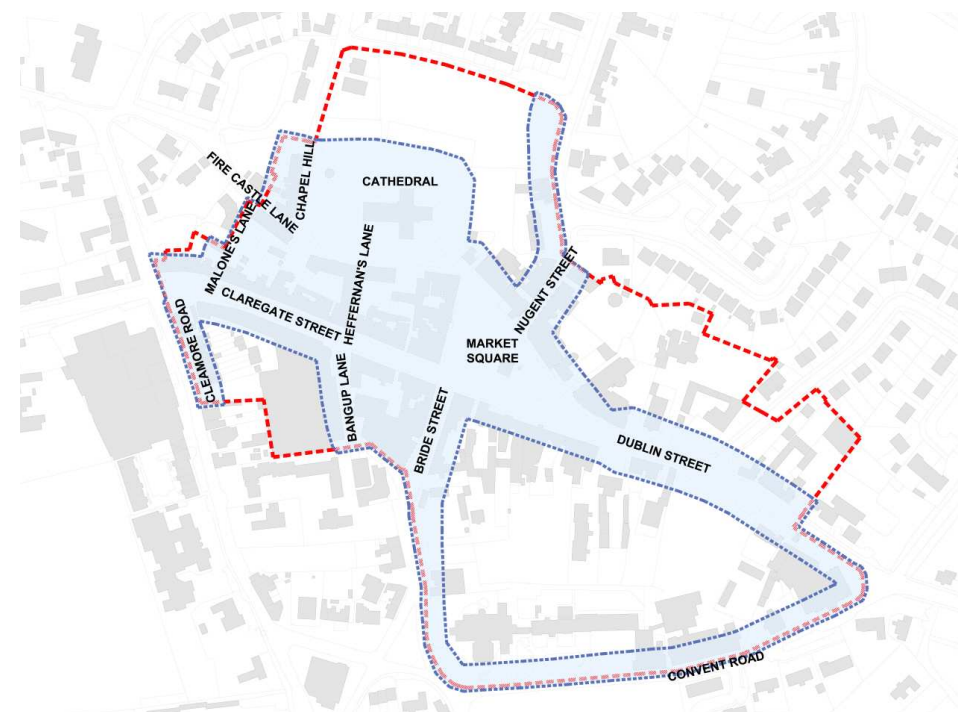 FIRE CASTLE LANE
CHAPEL HILL
CATHEDRAL
MALONE'S LANE
HEFFERNAN'S LANE
NUGENT STREET
CLAREGATE STREET
CLEAMORE ROAD
MARKET
SQUARE
BANGUP LANE
BRIDE STREET
DUBLIN STREET
CONVENT ROAD